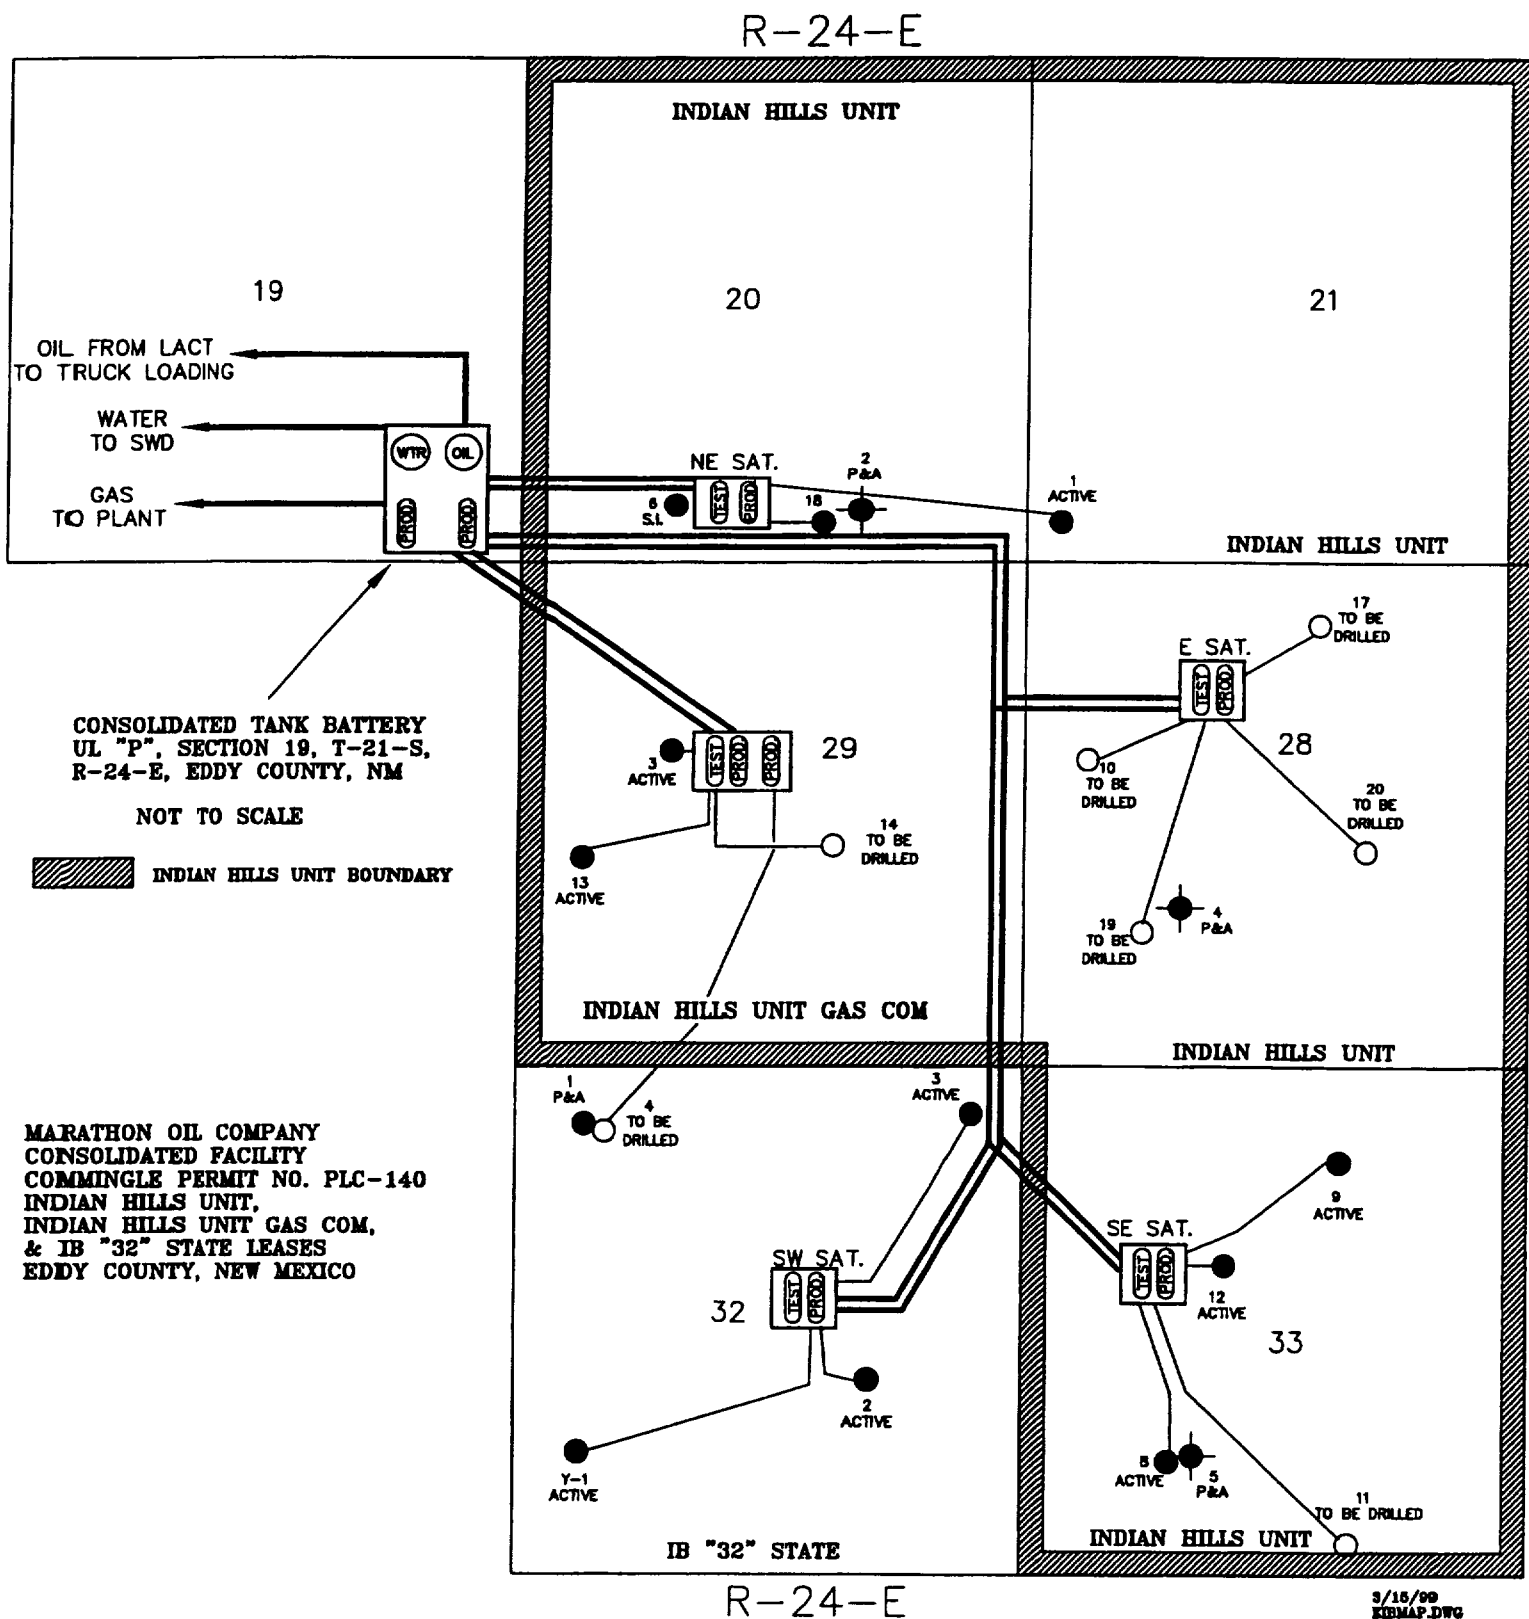 R-24-E
INDIAN HILLS UNIT
19
20
21
OIL FROM LACT
TO TRUCK LOADING
WATER
TO SWD
GAS
TO PLANT
WTR
OIL
PROD
PROD
NE SAT.
TEST
PROD
6
S.I.
18
2
P&A
1
ACTIVE
INDIAN HILLS UNIT
CONSOLIDATED TANK BATTERY
UL "P", SECTION 19, T-21-S,
R-24-E, EDDY COUNTY, NM
NOT TO SCALE
INDIAN HILLS UNIT BOUNDARY
3
ACTIVE
TEST
PROD
PROD
29
13
ACTIVE
14
TO BE
DRILLED
INDIAN HILLS UNIT GAS COM
E SAT.
TEST
PROD
17
TO BE
DRILLED
28
10
TO BE
DRILLED
20
TO BE
DRILLED
19
TO BE
DRILLED
4
P&A
INDIAN HILLS UNIT
MARATHON OIL COMPANY
CONSOLIDATED FACILITY
COMMINGLE PERMIT NO. PLC-140
INDIAN HILLS UNIT,
INDIAN HILLS UNIT GAS COM,
& IB "32" STATE LEASES
EDDY COUNTY, NEW MEXICO
1
P&A
4
TO BE
DRILLED
3
ACTIVE
SW SAT.
TEST
PROD
32
2
ACTIVE
Y-1
ACTIVE
IB "32" STATE
SE SAT.
TEST
PROD
9
ACTIVE
12
ACTIVE
33
8
ACTIVE
5
P&A
11
TO BE DRILLED
INDIAN HILLS UNIT
R-24-E
3/15/99